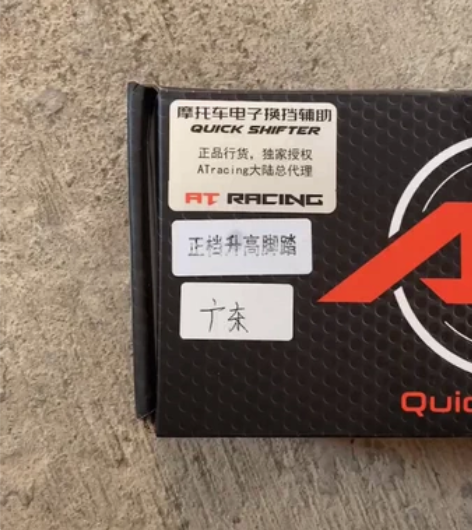 摩托车电子换挡辅助
QUICK SHIFTER
正品行货，独家授权
ATracing大陆总代理
AT RACING
正档升高脚踏
广东
Quic